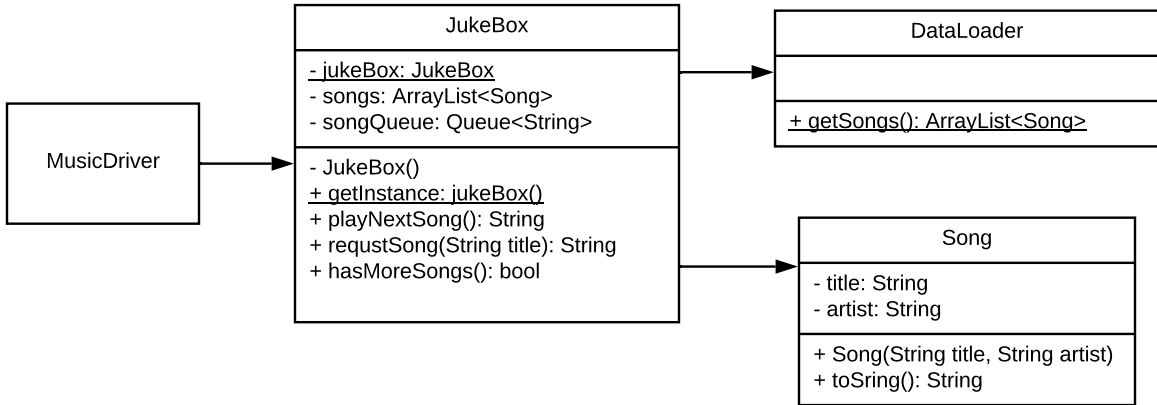 MusicDriver
JukeBox
- jukeBox: JukeBox
- songs: ArrayList<Song>
- songQueue: Queue<String>
- JukeBox()
+ getInstance: jukeBox()
+ playNextSong(): String
+ requstSong(String title): String
+ hasMoreSongs(): bool
DataLoader
+ getSongs(): ArrayList<Song>
Song
- title: String
- artist: String
+ Song(String title, String artist)
+ toSring(): String